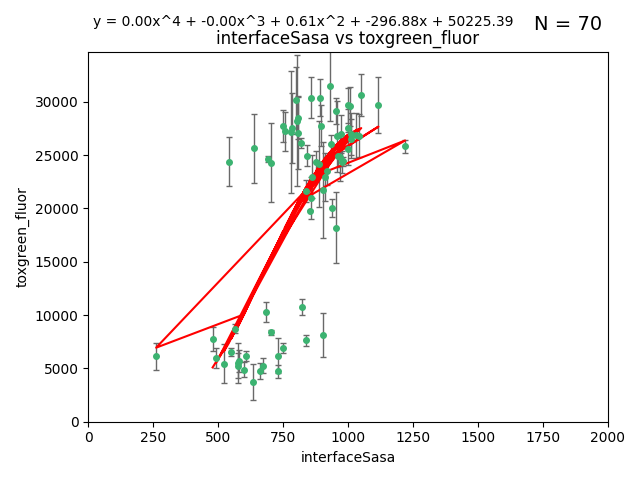 y = 0.00x^4 + -0.00x^3 + 0.61x^2 + -296.88x + 50225.39
N = 70
interfaceSasa vs toxgreen_fluor
toxgreen_fluor
30000
25000
20000
15000
10000
5000
0
0 250 500 750 1000 1250 1500 1750 2000
interfaceSasa